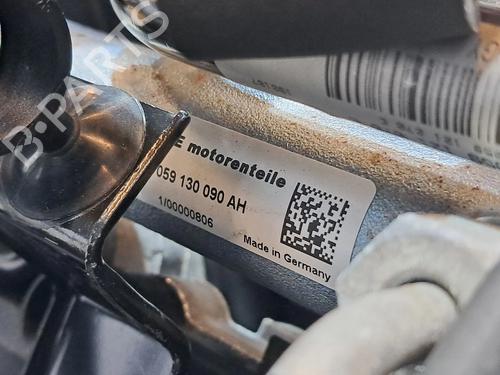 B·PARTS
E motorenteile
059 130 090 AH
1/00000806
Made in Germany